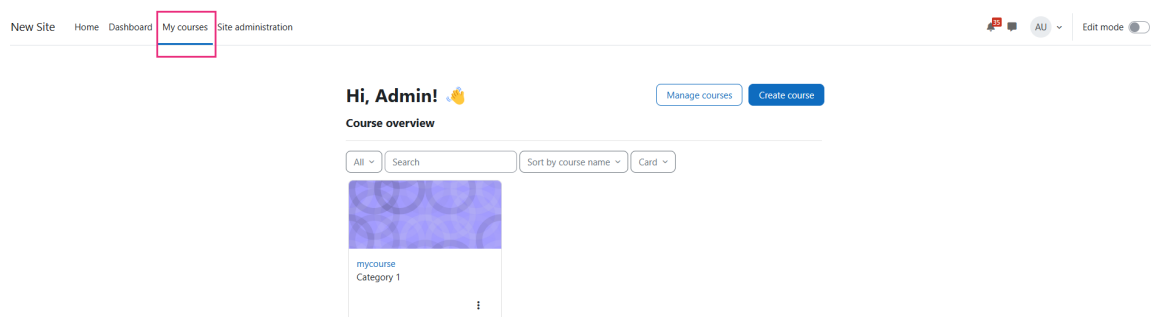 New Site Home Dashboard My courses Site administration 35 AU Edit mode
Hi, Admin! 👋
Manage courses Create course
Course overview
All Search Sort by course name Card
mycourse
Category 1